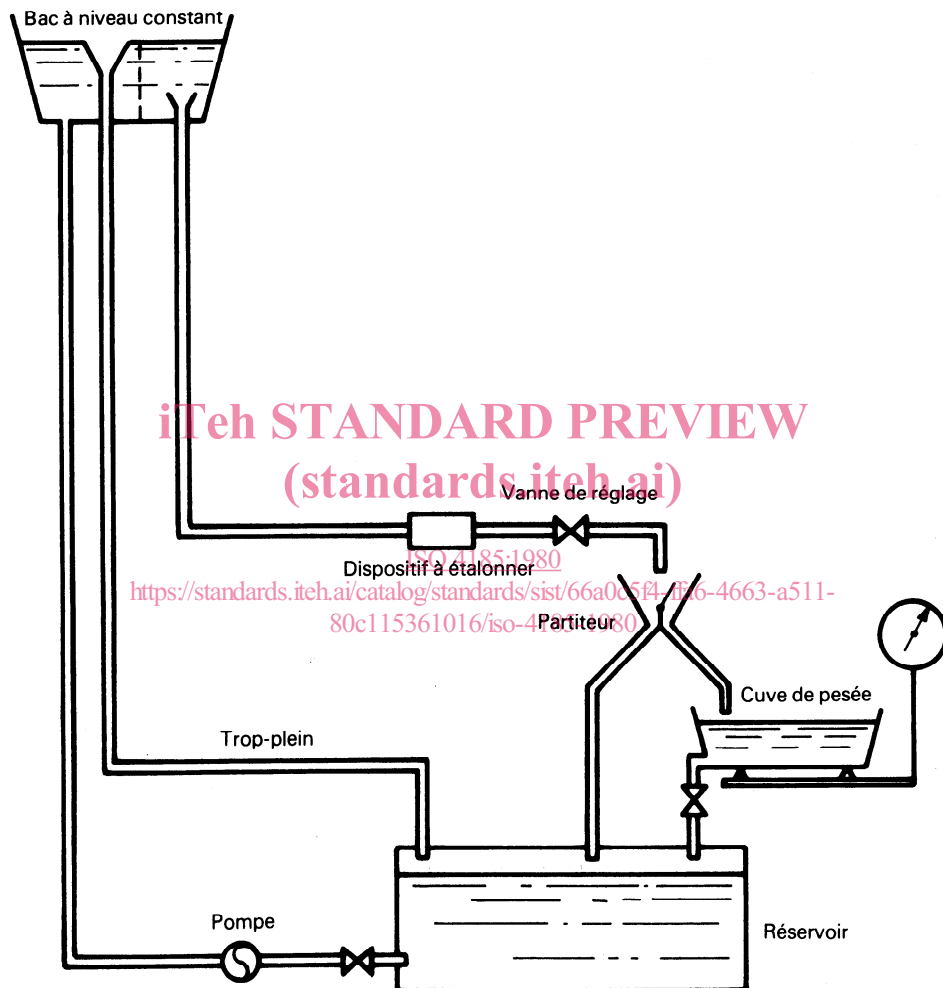 Bac à niveau constant
iTeh STANDARD PREVIEW
(standards.iteh.ai)
Vanne de réglage
ISO 4185:1980
Dispositif à étalonner
https://standards.iteh.ai/catalog/standards/sist/66a0c5f4-ffa6-4663-a511-
80c115361016/iso-4185-1980
Partiteur
Cuve de pesée
Trop-plein
Pompe
Réservoir